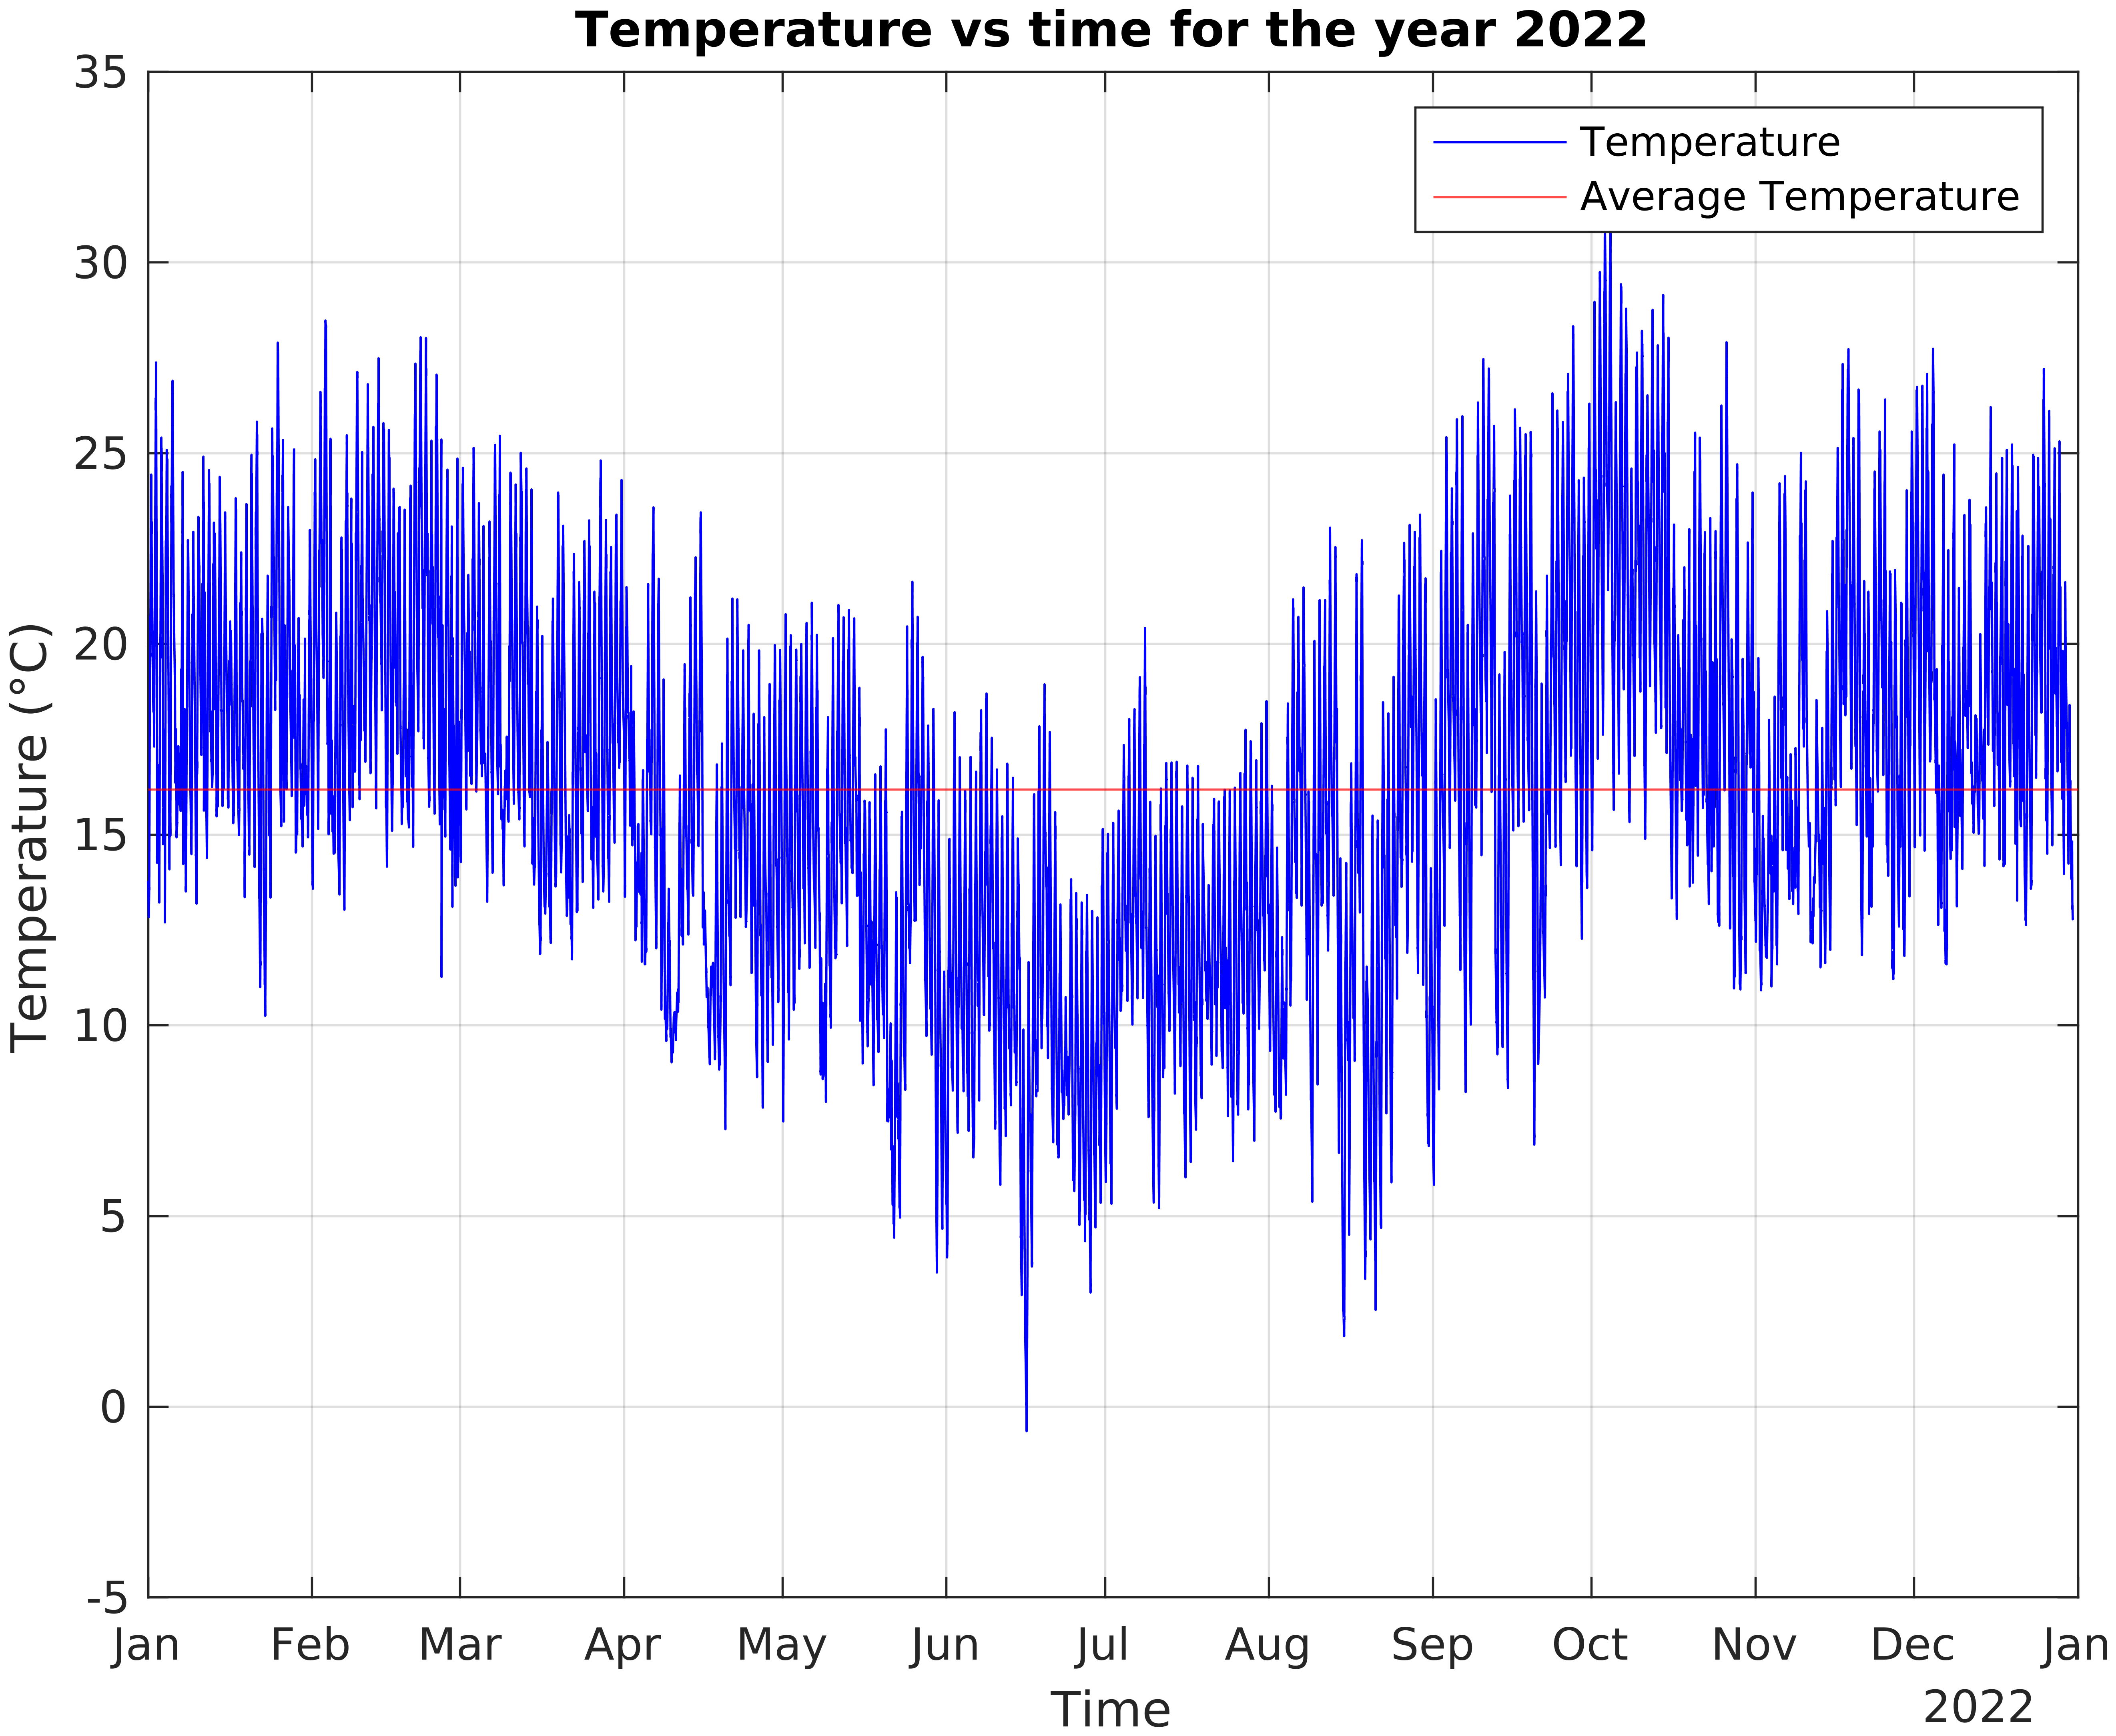 Temperature vs time for the year 2022
Temperature
Average Temperature
Temperature (°C)
35
30
25
20
15
10
5
0
-5
Jan Feb Mar Apr May Jun Jul Aug Sep Oct Nov Dec Jan
Time
2022